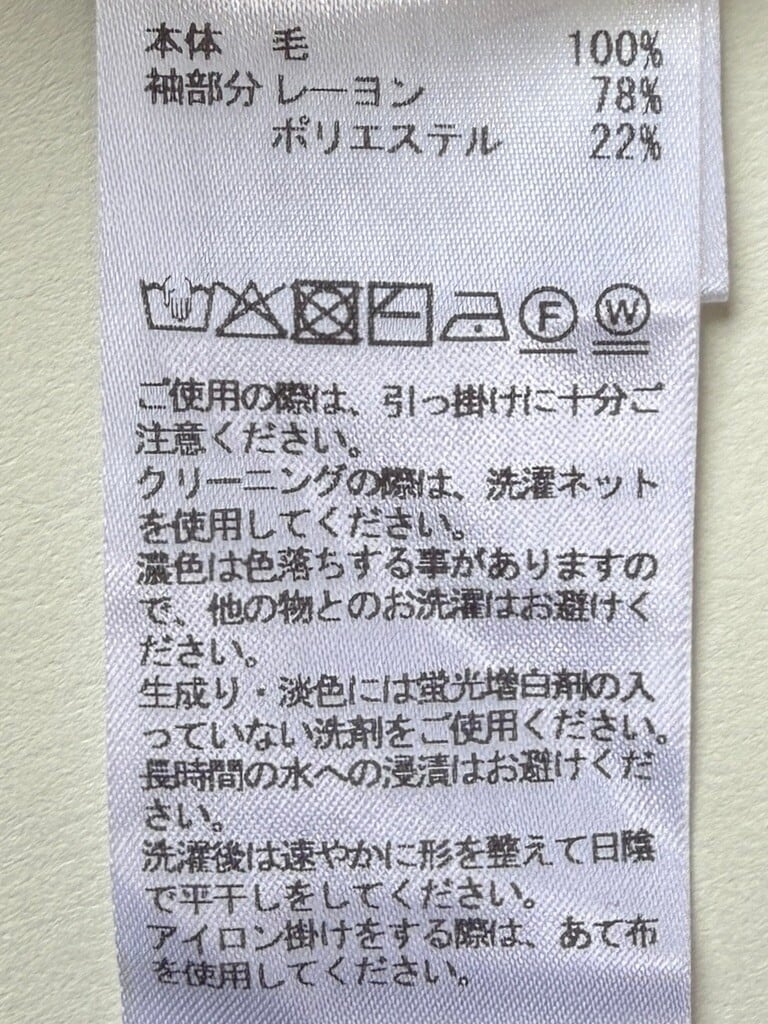 本体 毛 100%
袖部分 レーヨン 78%
ポリエステル 22%
F W
ご使用の際は、引っ掛けに十分ご
注意ください。
クリーニングの際は、洗濯ネット
を使用してください。
濃色は色落ちする事がありますの
で、他の物とのお洗濯はお避けく
ださい。
生成り・淡色には蛍光増白剤の入
っていない洗剤をご使用ください。
長時間の水への浸漬はお避けくだ
さい。
洗濯後は速やかに形を整えて日陰
で平干しをしてください。
アイロン掛けをする際は、あて布
を使用してください。